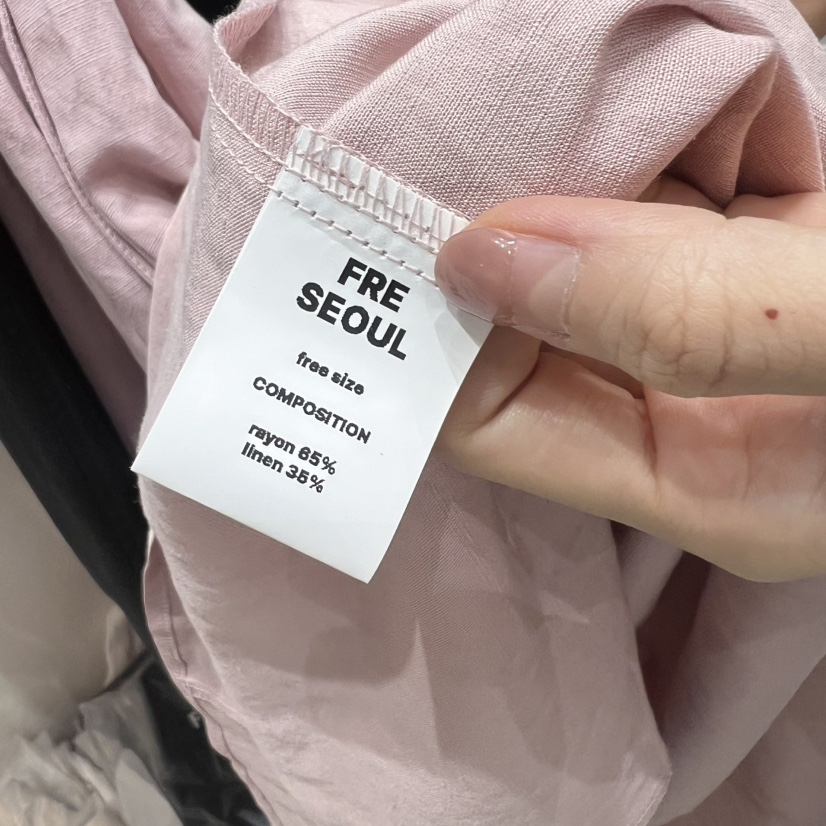 FRE
SEOUL
free size
COMPOSITION
rayon 65%
linen 35%